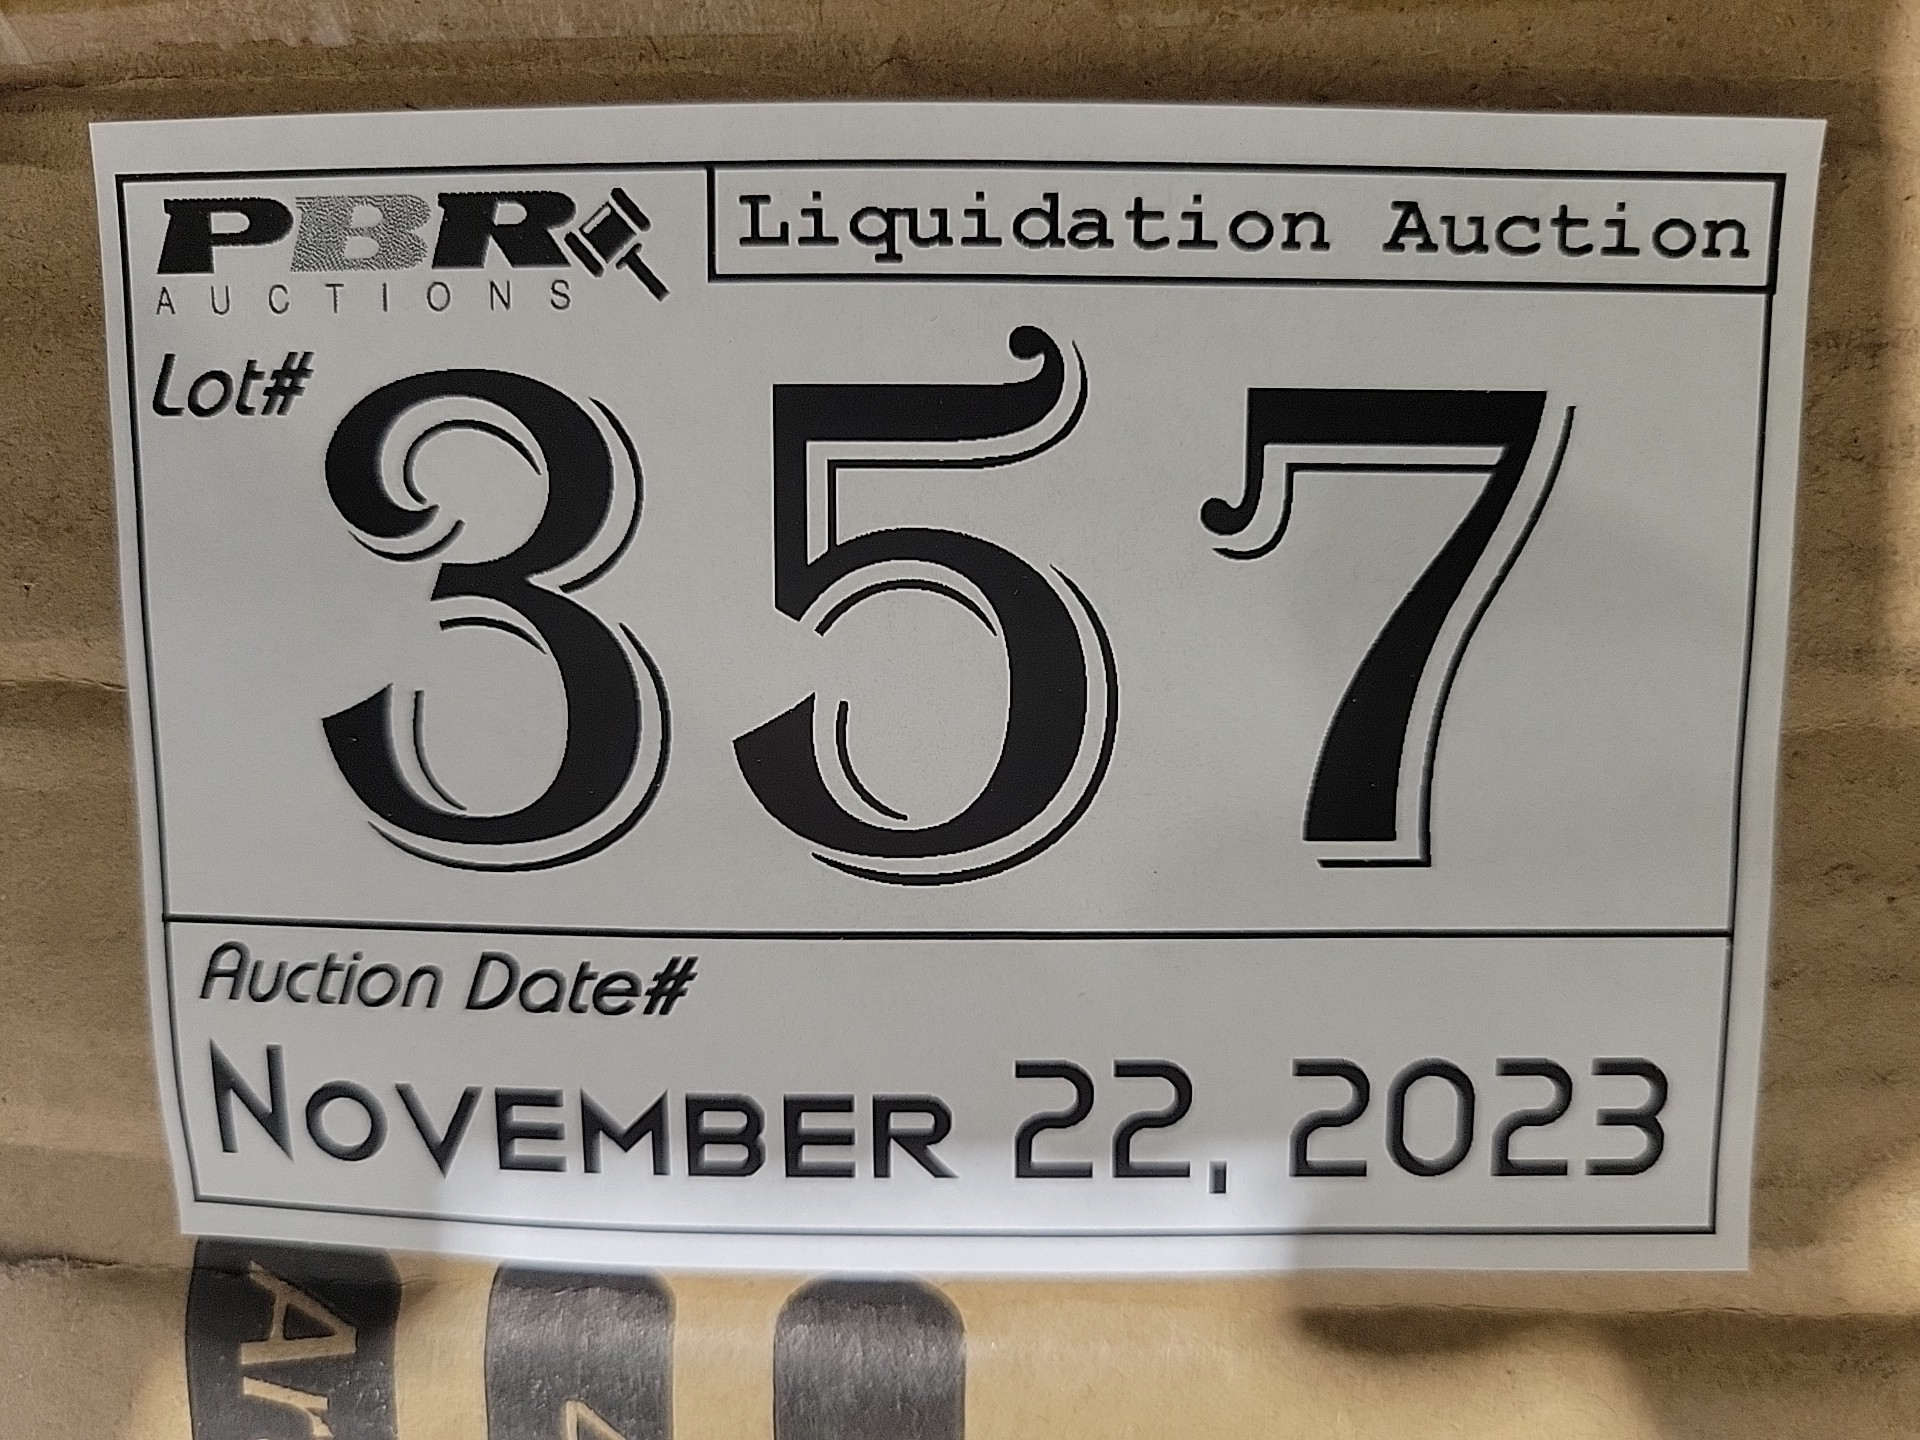 PBR
AUCTIONS
Liquidation Auction
Lot#
357
Auction Date#
NOVEMBER 22, 2023